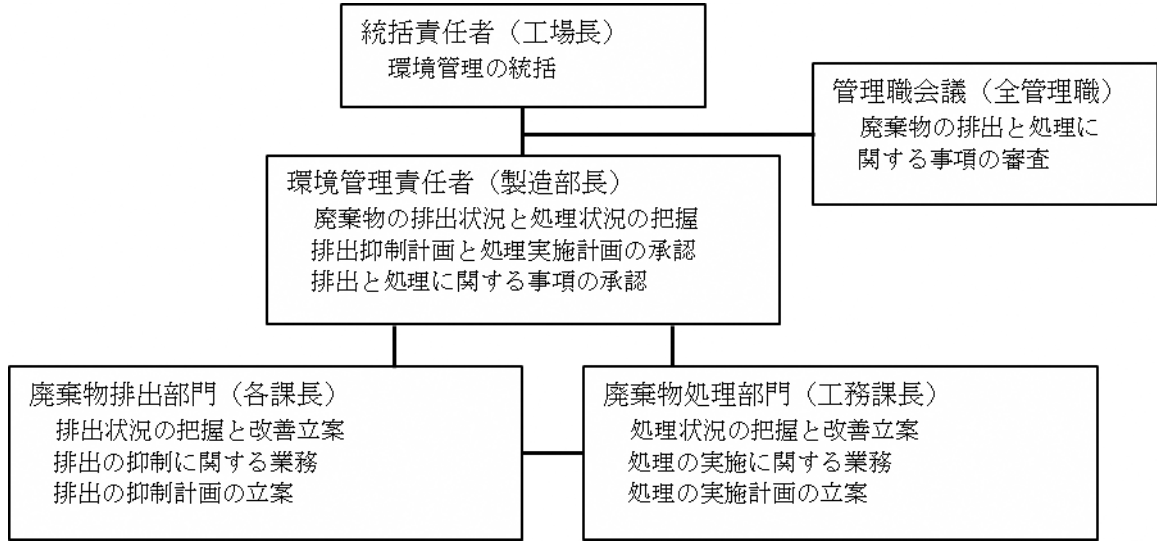 統括責任者（工場長）
環境管理の統括
管理職会議（全管理職）
廃棄物の排出と処理に
関する事項の審査
環境管理責任者（製造部長）
廃棄物の排出状況と処理状況の把握
排出抑制計画と処理実施計画の承認
排出と処理に関する事項の承認
廃棄物排出部門（各課長）
排出状況の把握と改善立案
排出の抑制に関する業務
排出の抑制計画の立案
廃棄物処理部門（工務課長）
処理状況の把握と改善立案
処理の実施に関する業務
処理の実施計画の立案